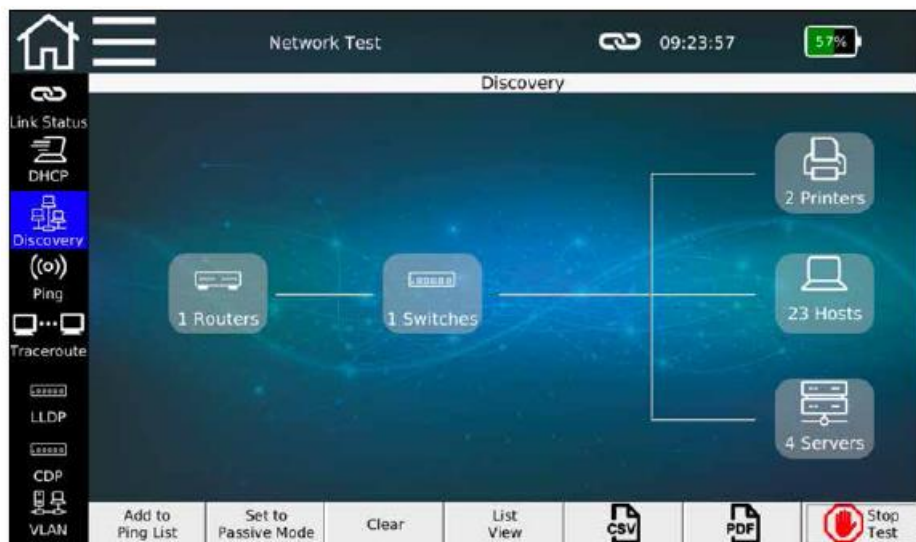 Network Test
09:23:57
57%
Discovery
Link Status
DHCP
Discovery
Ping
Traceroute
LLDP
CDP
VLAN
1 Routers
1 Switches
2 Printers
23 Hosts
4 Servers
Add to
Ping List
Set to
Passive Mode
Clear
List
View
CSV
PDF
Stop
Test